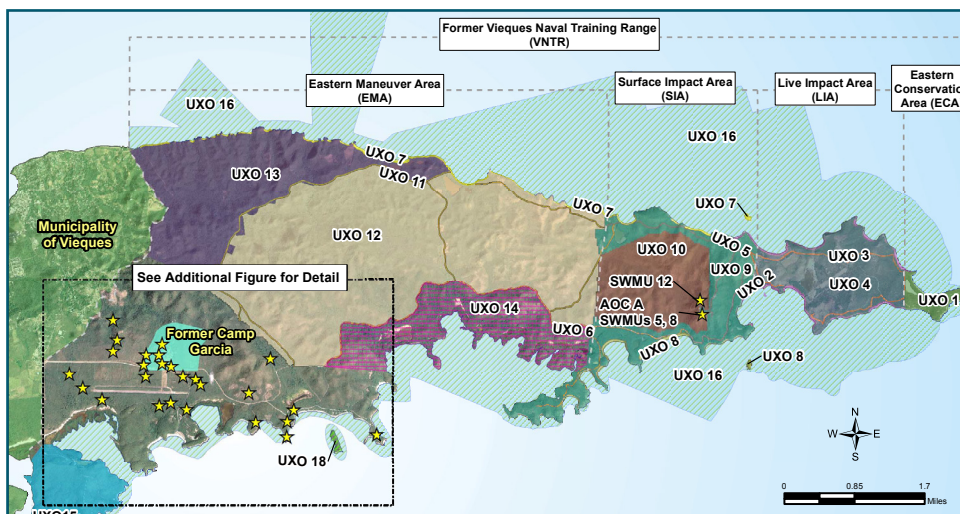 Former Vieques Naval Training Range
(VNTR)
Eastern Maneuver Area
(EMA)
Surface Impact Area
(SIA)
Live Impact Area
(LIA)
Eastern
Conservation
Area (ECA
UXO 16
UXO 16
UXO 7
UXO 13
UXO 11
UXO 7
UXO 7
Municipality
of Vieques
UXO 12
UXO 10
UXO 5
UXO 9
UXO 3
UXO 2
See Additional Figure for Detail
SWMU 12
UXO 4
UXO 1
UXO 14
AOC A
SWMUs 5, 8
UXO 6
Former Camp
Garcia
UXO 8
UXO 8
UXO 16
UXO 18
N
W
E
S
0
0.85
1.7
Miles
UXO15